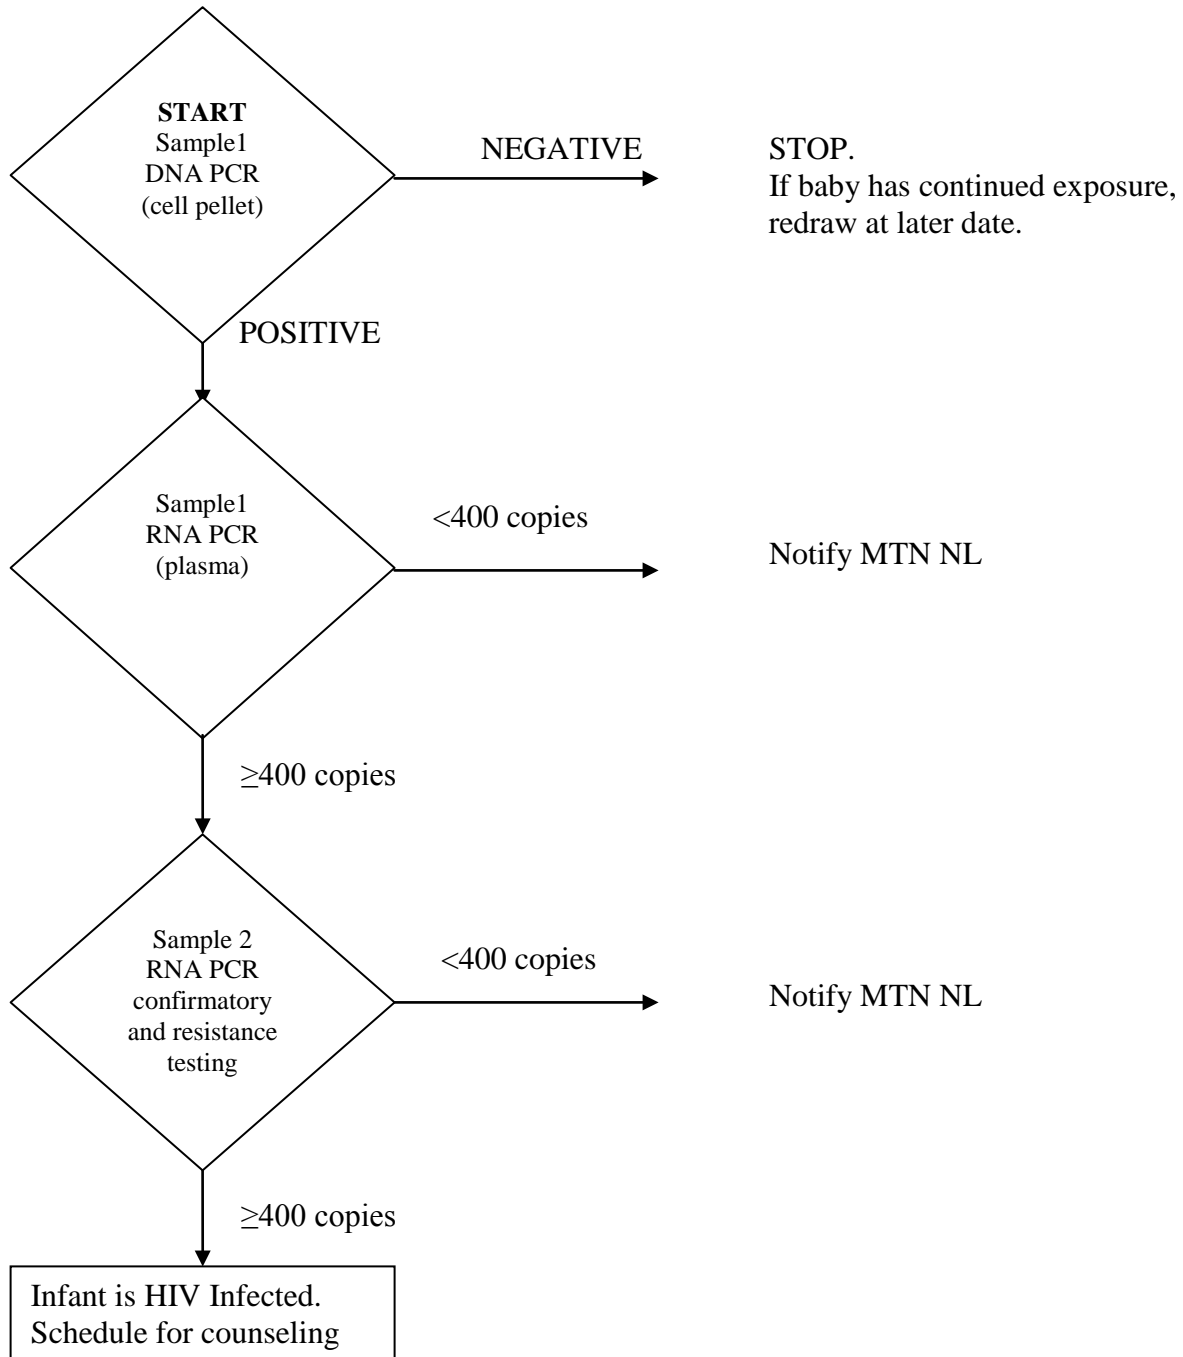 START
Sample1
DNA PCR
(cell pellet)
NEGATIVE
STOP.
If baby has continued exposure,
redraw at later date.
POSITIVE
Sample1
RNA PCR
(plasma)
<400 copies
Notify MTN NL
≥400 copies
Sample 2
RNA PCR
confirmatory
and resistance
testing
<400 copies
Notify MTN NL
≥400 copies
Infant is HIV Infected.
Schedule for counseling